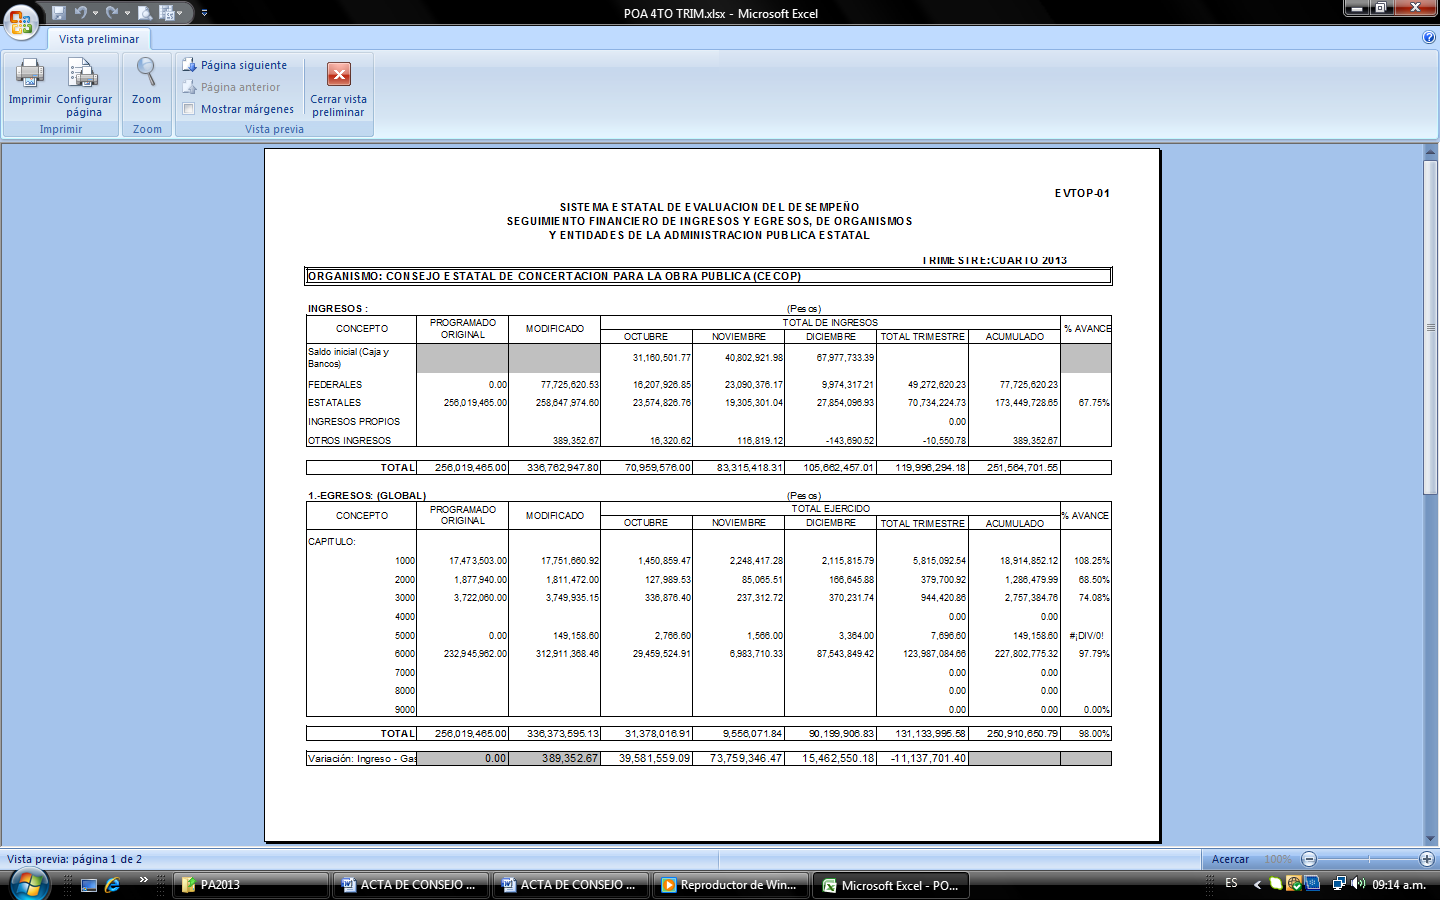 POA 4TO TRIM.xlsx - Microsoft Excel
Vista preliminar
Imprimir
Configurar página
Zoom
Página siguiente
Página anterior
Mostrar márgenes
Cerrar vista preliminar
Imprimir
Zoom
Vista previa
EVTOP-01
SISTEMA ESTATAL DE EVALUACION DEL DESEMPEÑO
SEGUIMIENTO FINANCIERO DE INGRESOS Y EGRESOS, DE ORGANISMOS
Y ENTIDADES DE LA ADMINISTRACION PUBLICA ESTATAL
TRIMESTRE:CUARTO 2013
ORGANISMO: CONSEJO ESTATAL DE CONCERTACION PARA LA OBRA PUBLICA (CECOP)
INGRESOS : (Pesos)
CONCEPTO PROGRAMADO ORIGINAL MODIFICADO TOTAL DE INGRESOS % AVANCE
OCTUBRE NOVIEMBRE DICIEMBRE TOTAL TRIMESTRE ACUMULADO
Saldo inicial (Caja y Bancos) 31,160,501.77 40,802,921.98 67,977,733.39
FEDERALES 0.00 77,725,620.53 16,207,926.85 23,090,376.17 9,974,317.21 49,272,620.23 77,725,620.23
ESTATALES 256,019,465.00 258,647,974.60 23,574,826.76 19,305,301.04 27,854,096.93 70,734,224.73 173,449,728.65 67.75%
INGRESOS PROPIOS 0.00
OTROS INGRESOS 389,352.67 16,320.62 116,819.12 -143,690.52 -10,550.78 389,352.67
TOTAL 256,019,465.00 336,762,947.80 70,959,576.00 83,315,418.31 105,662,457.01 119,996,294.18 251,564,701.55
1.-EGRESOS: (GLOBAL) (Pesos)
CONCEPTO PROGRAMADO ORIGINAL MODIFICADO TOTAL EJERCIDO % AVANCE
OCTUBRE NOVIEMBRE DICIEMBRE TOTAL TRIMESTRE ACUMULADO
CAPITULO:
1000 17,473,503.00 17,751,660.92 1,450,859.47 2,248,417.28 2,115,815.79 5,815,092.54 18,914,852.12 108.25%
2000 1,877,940.00 1,811,472.00 127,989.53 85,065.51 166,645.88 379,700.92 1,286,479.99 68.50%
3000 3,722,060.00 3,749,935.15 336,876.40 237,312.72 370,231.74 944,420.86 2,757,384.76 74.08%
4000 0.00 0.00
5000 0.00 149,158.60 2,766.60 1,566.00 3,364.00 7,696.60 149,158.60 #¡DIV/0!
6000 232,945,962.00 312,911,368.46 29,459,524.91 6,983,710.33 87,543,849.42 123,987,084.66 227,802,775.32 97.79%
7000 0.00 0.00
8000 0.00 0.00
9000 0.00 0.00 0.00%
TOTAL 256,019,465.00 336,373,595.13 31,378,016.91 9,556,071.84 90,199,906.83 131,133,995.58 250,910,650.79 98.00%
Variación: Ingreso - Gas 0.00 389,352.67 39,581,559.09 73,759,346.47 15,462,550.18 -11,137,701.40
Vista previa: página 1 de 2
Acercar 100%
PA2013
ACTA DE CONSEJO ...
ACTA DE CONSEJO ...
Reproductor de Win...
Microsoft Excel - PO...
ES
09:14 a.m.